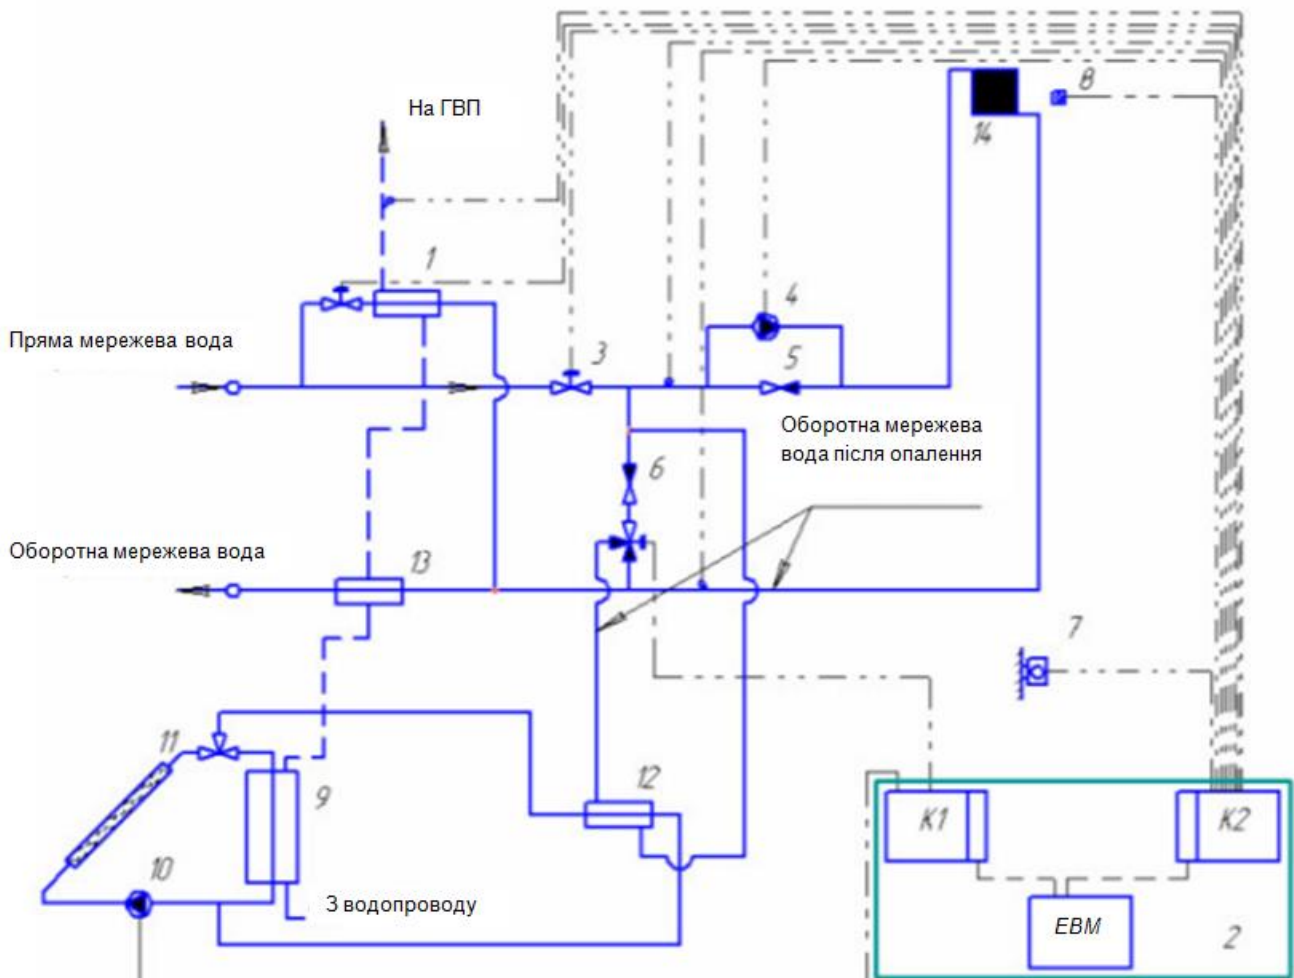 8
На ГВП
14
1
4
Пряма мережева вода
3
5
Оборотна мережева
вода після опалення
6
Оборотна мережева вода
13
7
11
12
9
К1
К2
10
З водопроводу
ЕВМ
2